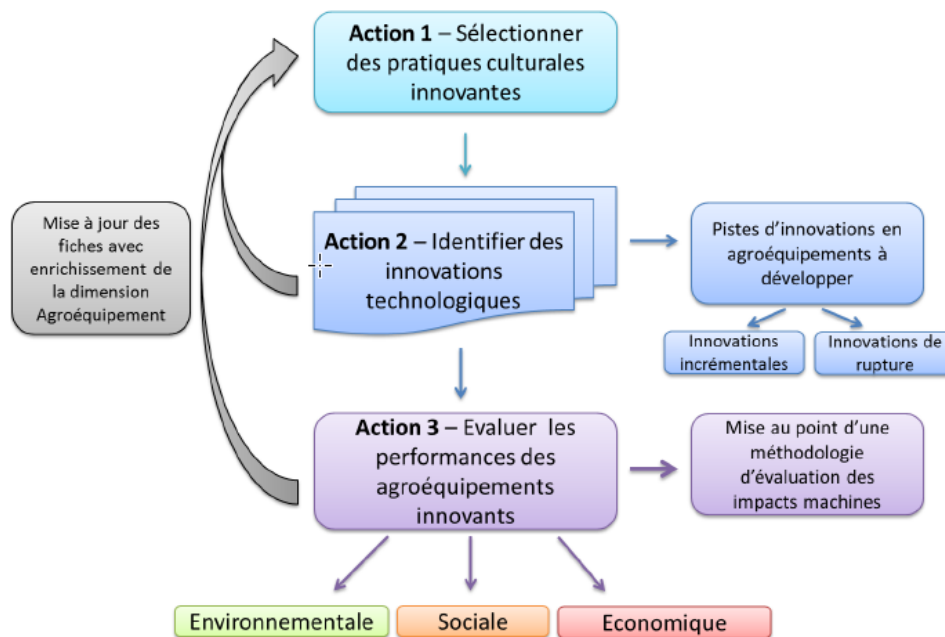 Action 1 – Sélectionner
des pratiques culturales
innovantes
Mise à jour des
fiches avec
enrichissement de
la dimension
Agroéquipement
Action 2 – Identifier des
innovations
technologiques
Pistes d’innovations en
agroéquipements à
développer
Innovations
incrémentales
Innovations de
rupture
Action 3 – Evaluer les
performances des
agroéquipements
innovants
Mise au point d’une
méthodologie
d’évaluation des
impacts machines
Environnementale
Sociale
Economique